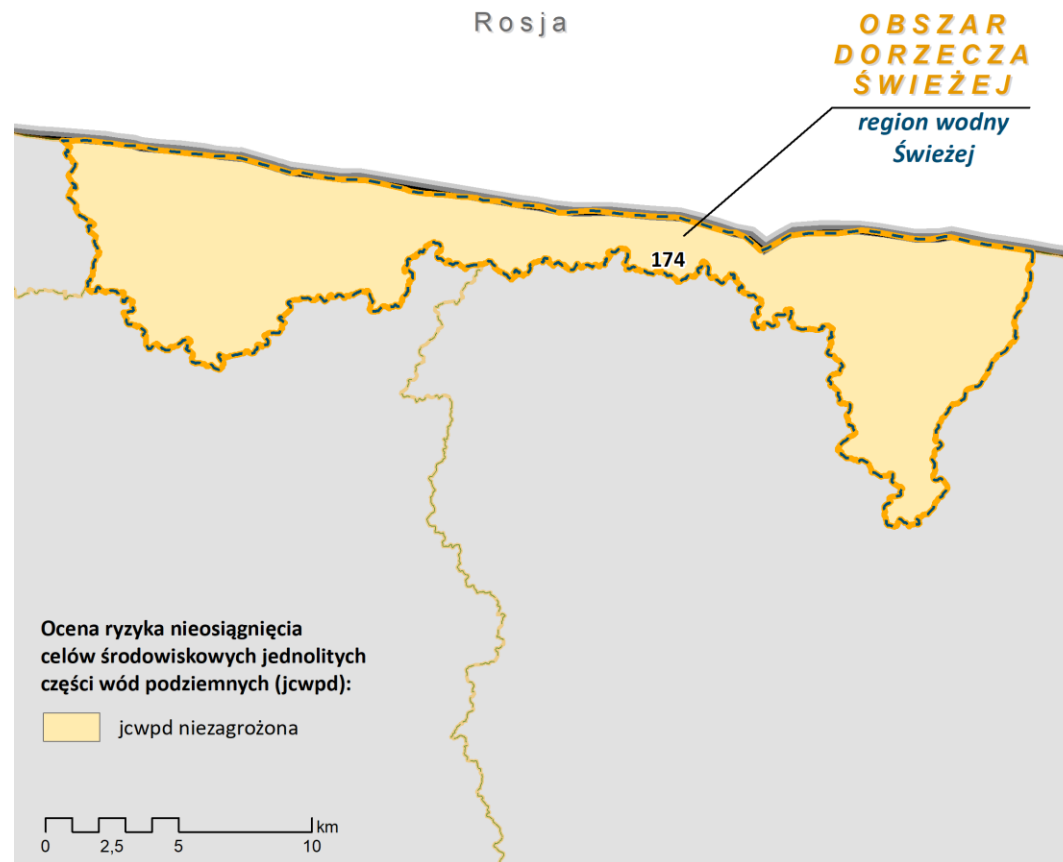 Rosja
OBSZAR
DORZECZA
ŚWIEŻEJ
region wodny
Świeżej
174
Ocena ryzyka nieosiągnięcia
celów środowiskowych jednolitych
części wód podziemnych (jcwpd):
jcwpd niezagrożona
km
0 2,5 5 10